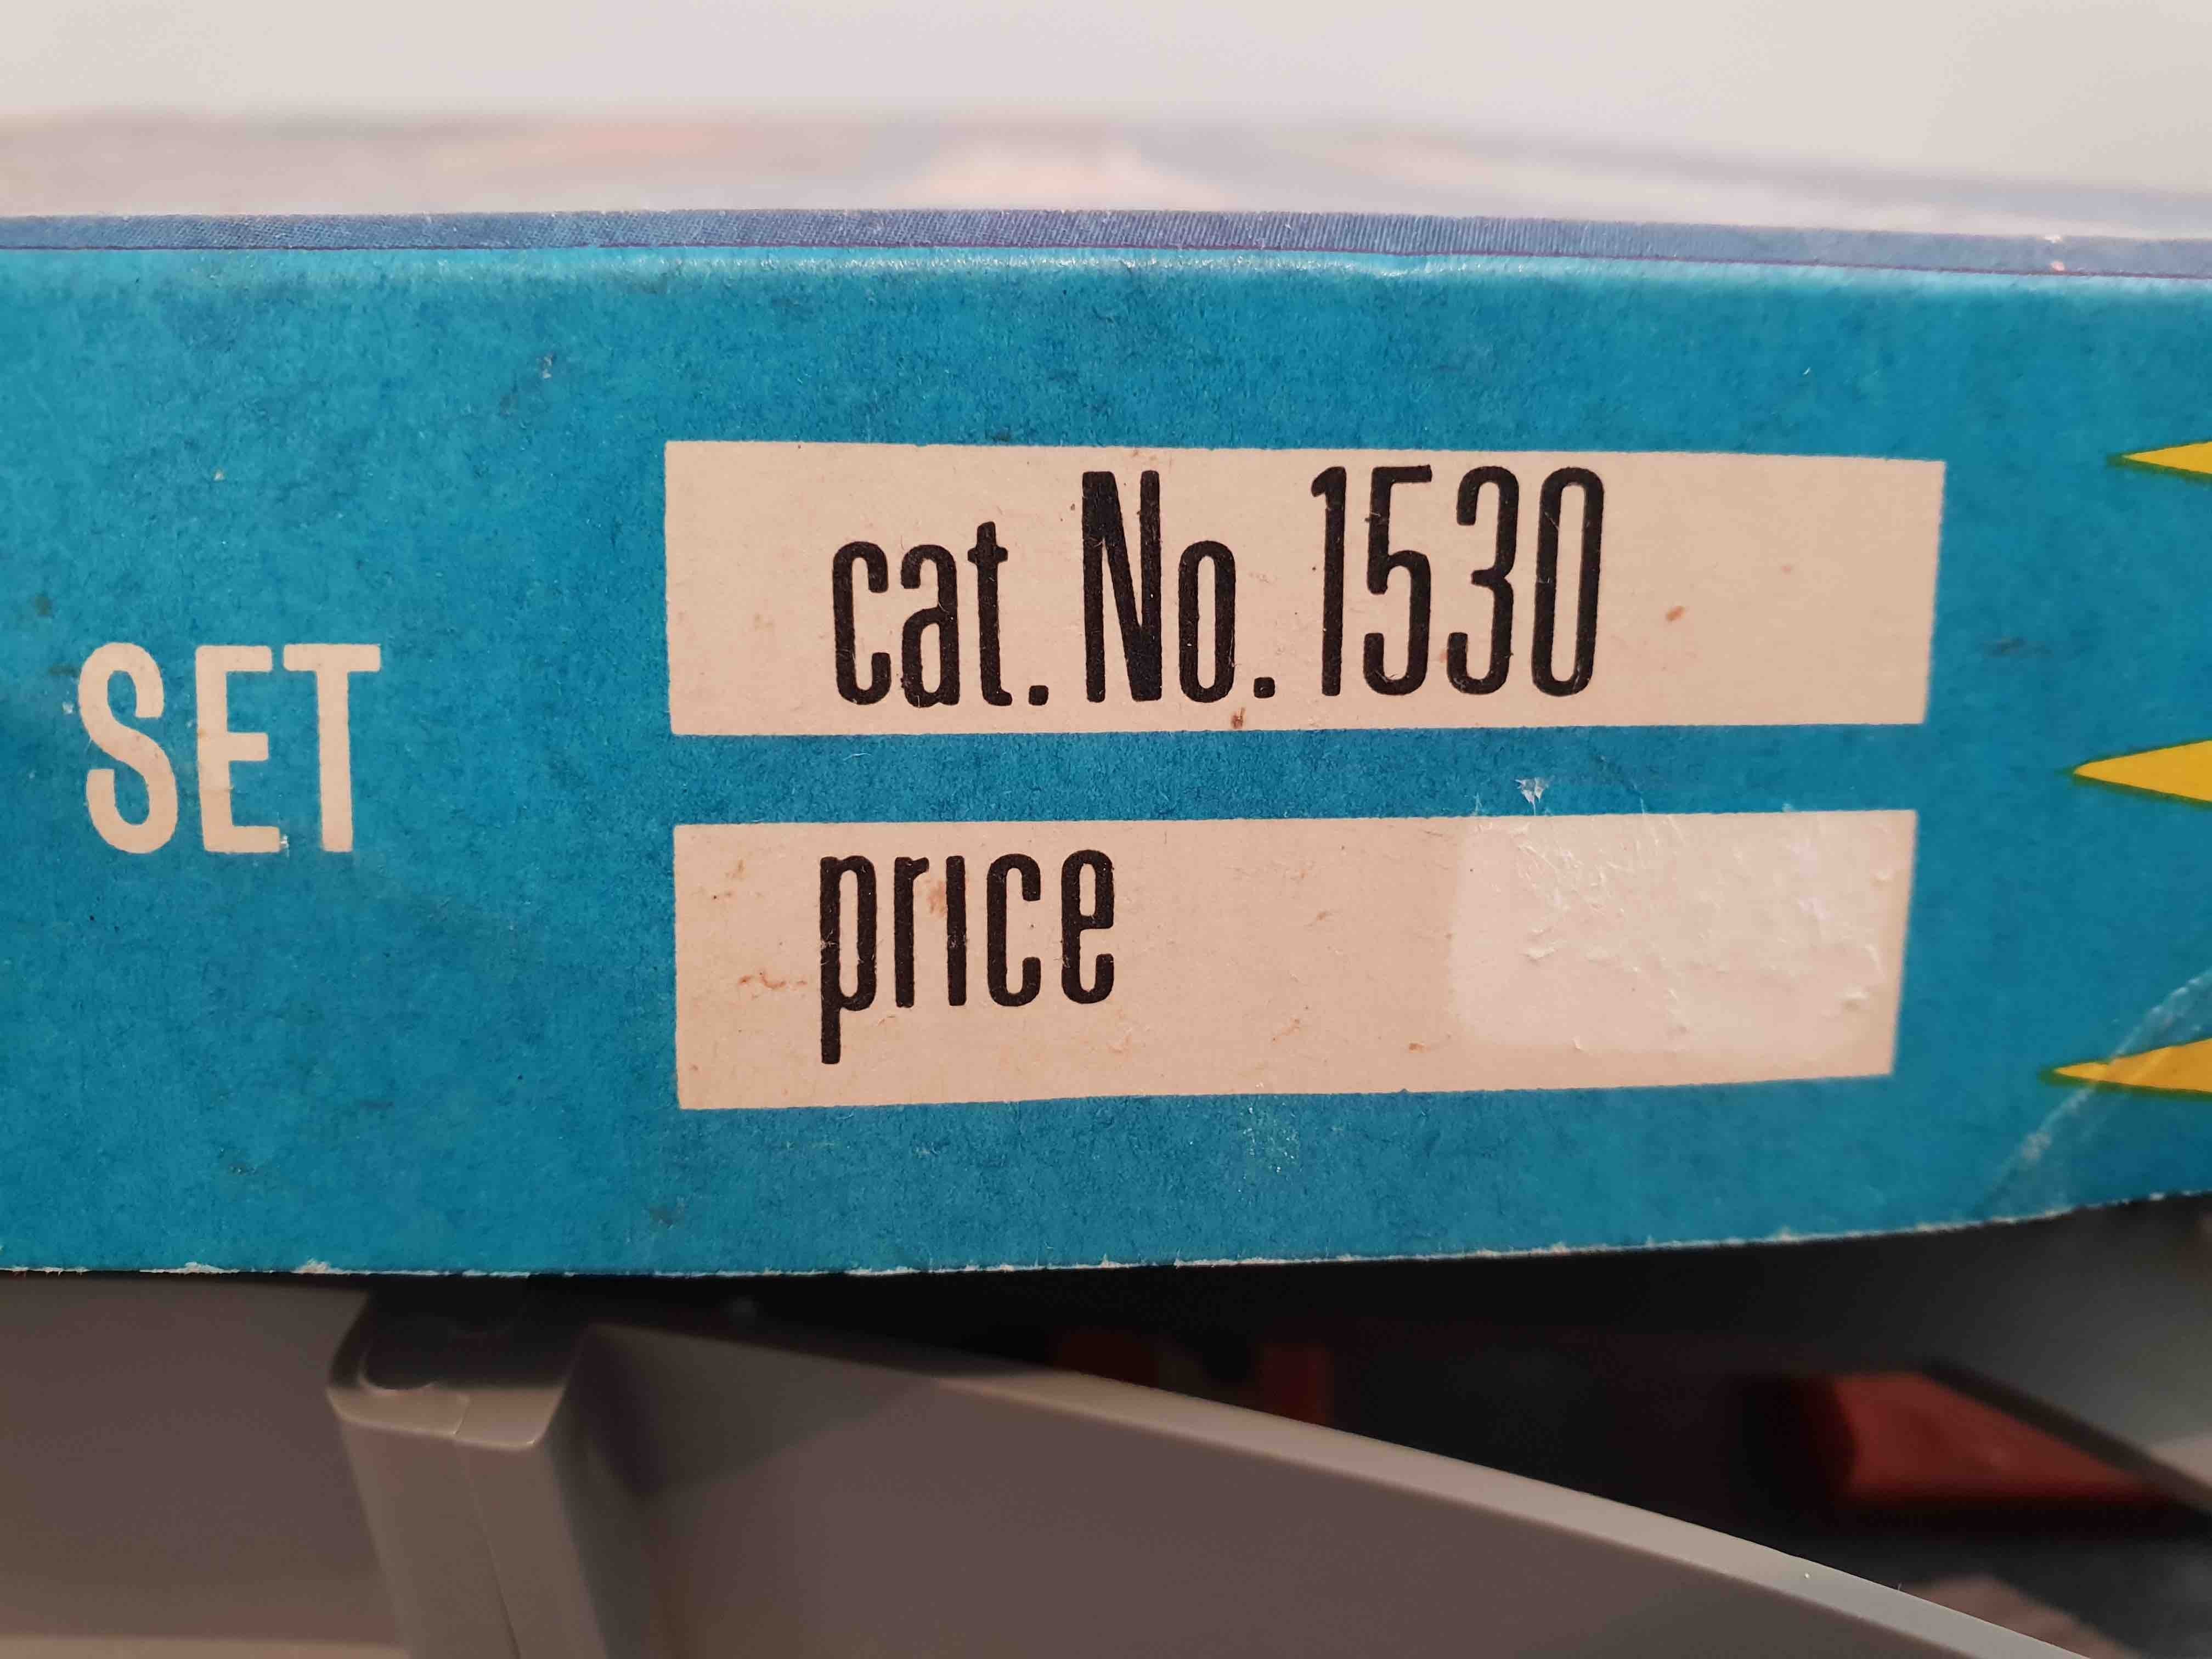 SET
cat. No. 1530
price